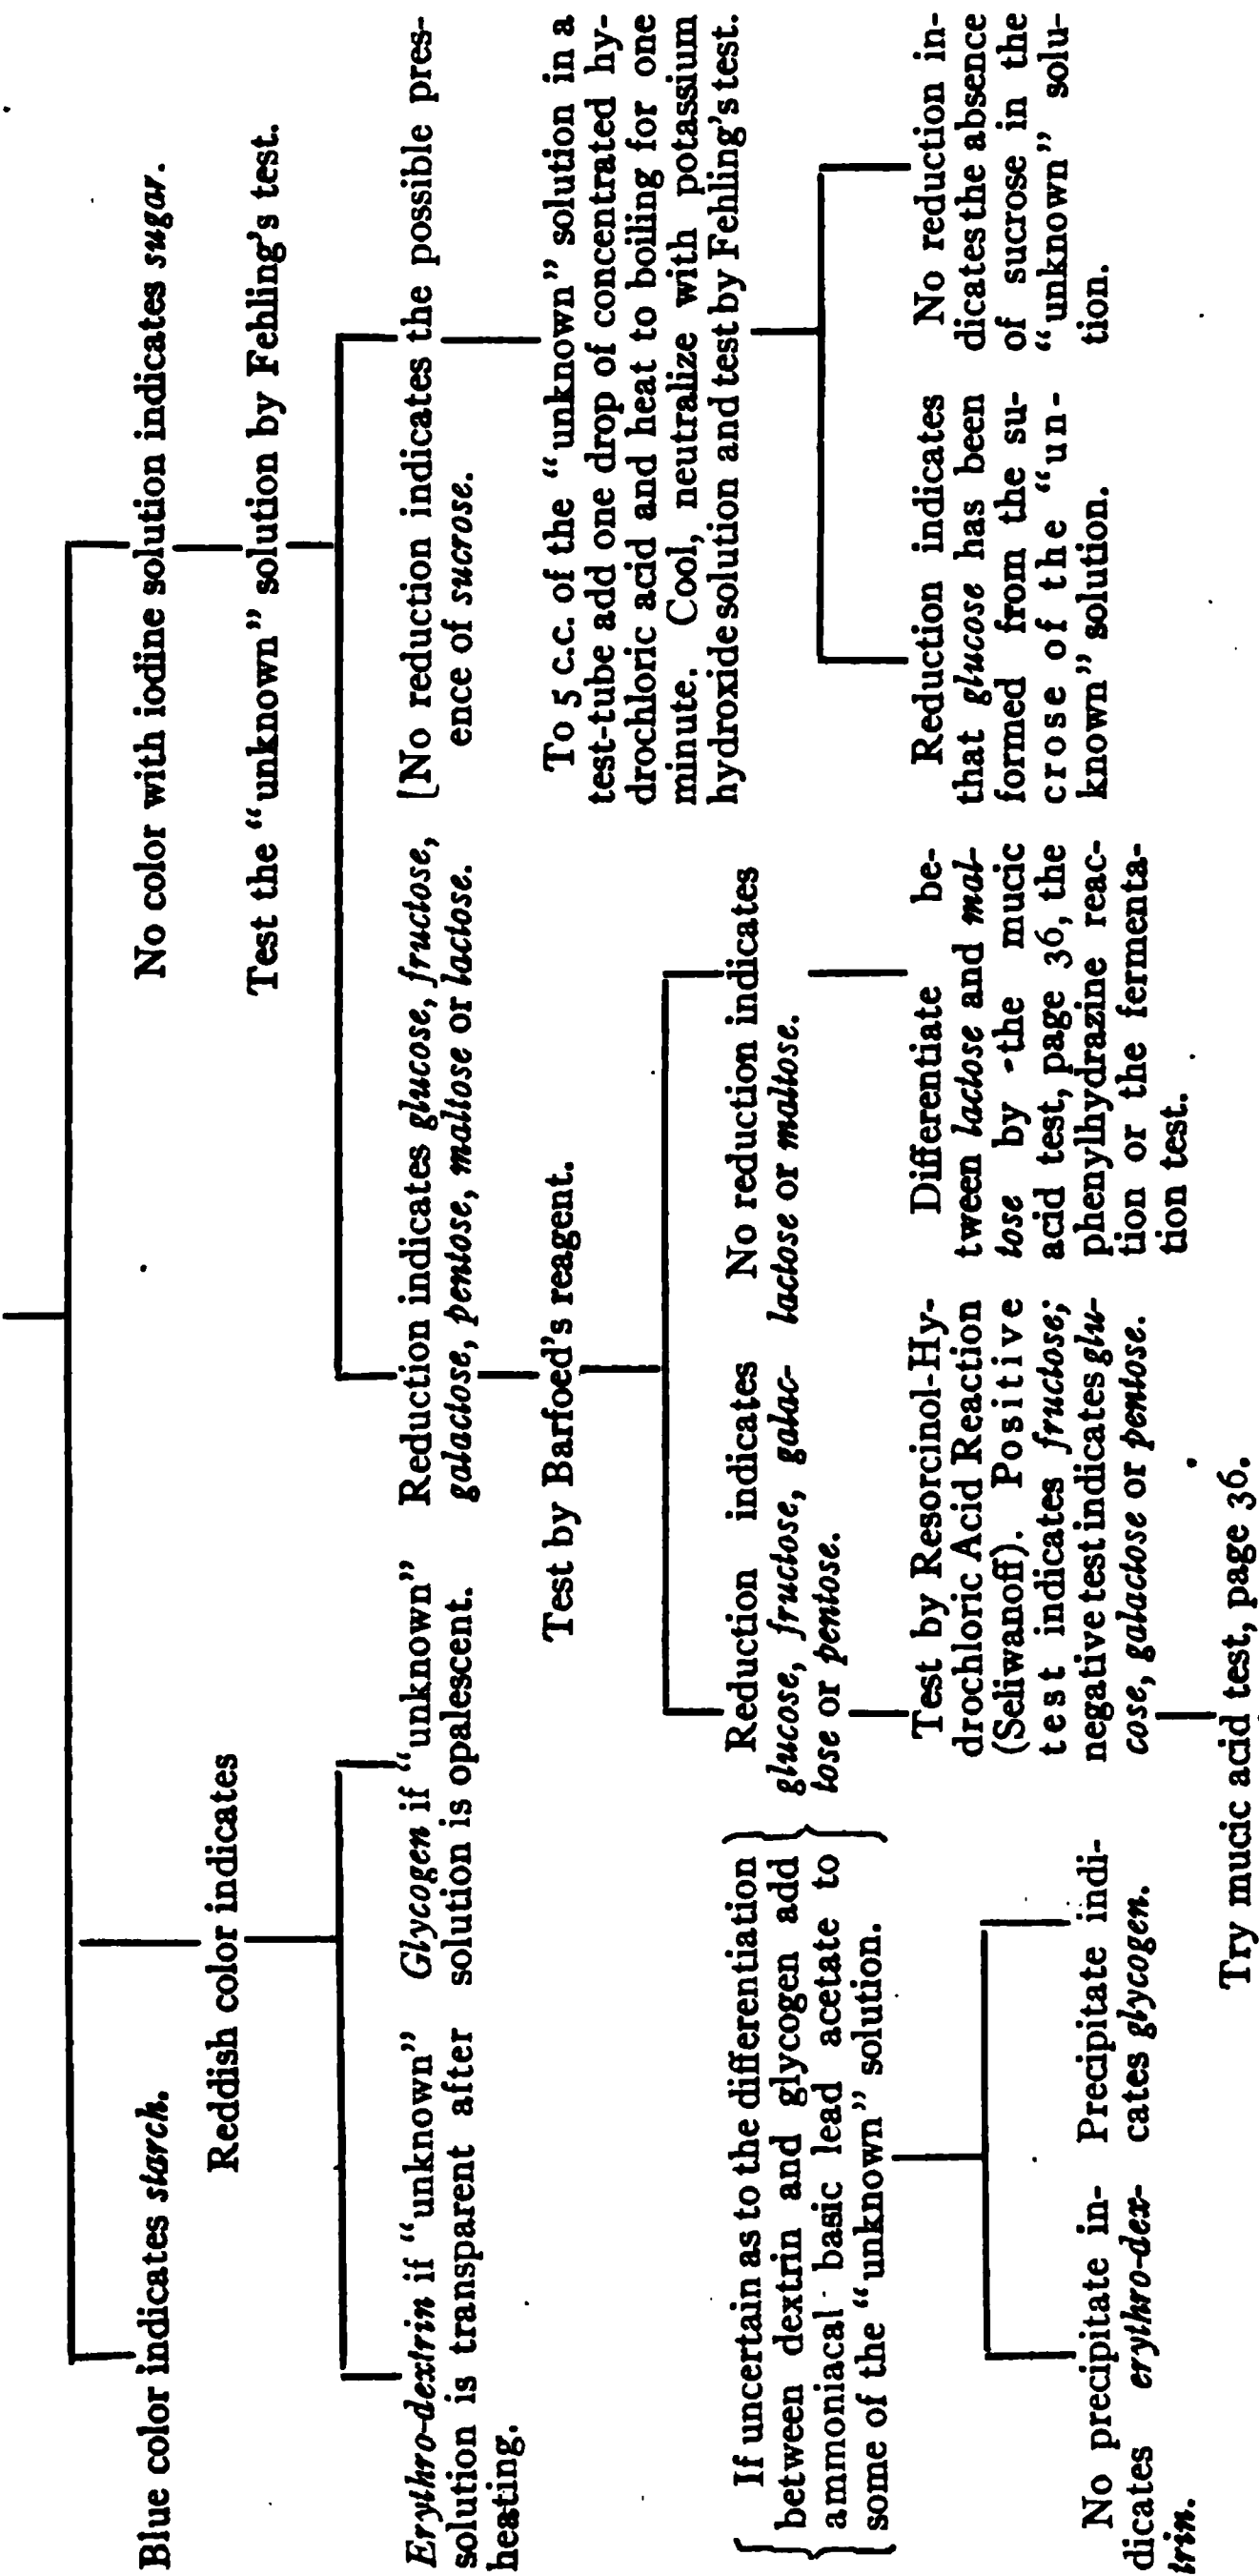 Blue color indicates starch.
Reddish color indicates
No color with iodine solution indicates sugar.
Test the “unknown” solution by Fehling’s test.
Erythro-dextrin if “unknown”
solution is transparent after
heating.
Glycogen if “unknown”
solution is opalescent.
Reduction indicates glucose, fructose,
galactose, pentose, maltose or lactose.
[No reduction indicates the possible pres-
ence of sucrose.
Test by Barfoed’s reagent.
To 5 c.c. of the “unknown” solution in a
test-tube add one drop of concentrated hy-
drochloric acid and heat to boiling for one
minute. Cool, neutralize with potassium
hydroxide solution and test by Fehling’s test.
If uncertain as to the differentiation
between dextrin and glycogen add
ammoniacal basic lead acetate to
some of the “unknown” solution.
Reduction indicates
glucose, fructose, galac-
tose or pentose.
No reduction indicates
lactose or maltose.
Test by Resorcinol-Hy-
drochloric Acid Reaction
(Seliwanoff). Positive
test indicates fructose;
negative test indicates glu-
cose, galactose or pentose.
Differentiate be-
tween lactose and mal-
tose by the mucic
acid test, page 36, the
phenylhydrazine reac-
tion or the fermenta-
tion test.
Reduction indicates
that glucose has been
formed from the su-
crose of the “un-
known” solution.
No reduction in-
dicates the absence
of sucrose in the
“unknown” solu-
tion.
No precipitate in-
dicates erythro-dex-
trin.
Precipitate indi-
cates glycogen.
Try mucic acid test, page 36.